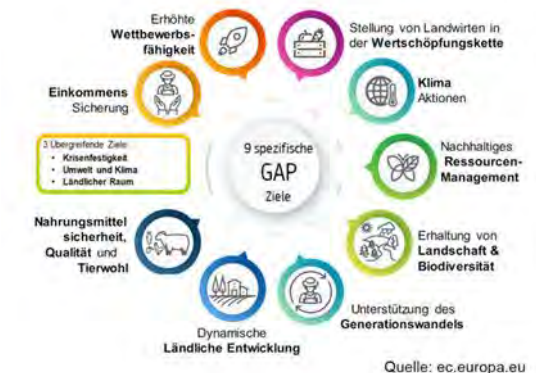 Erhöhte
Wettbewerbs-
fähigkeit
Stellung von Landwirten in
der Wertschöpfungskette
Einkommens
Sicherung
Klima
Aktionen
3 Übergreifende Ziele:
• Krisenfestigkeit
• Umwelt und Klima
• Ländlicher Raum
9 spezifische
GAP
Ziele
Nachhaltiges
Ressourcen-
Management
Nahrungsmittel
sicherheit,
Qualität und
Tierwohl
Erhaltung von
Landschaft &
Biodiversität
Dynamische
Ländliche Entwicklung
Unterstützung des
Generationswandels
Quelle: ec.europa.eu